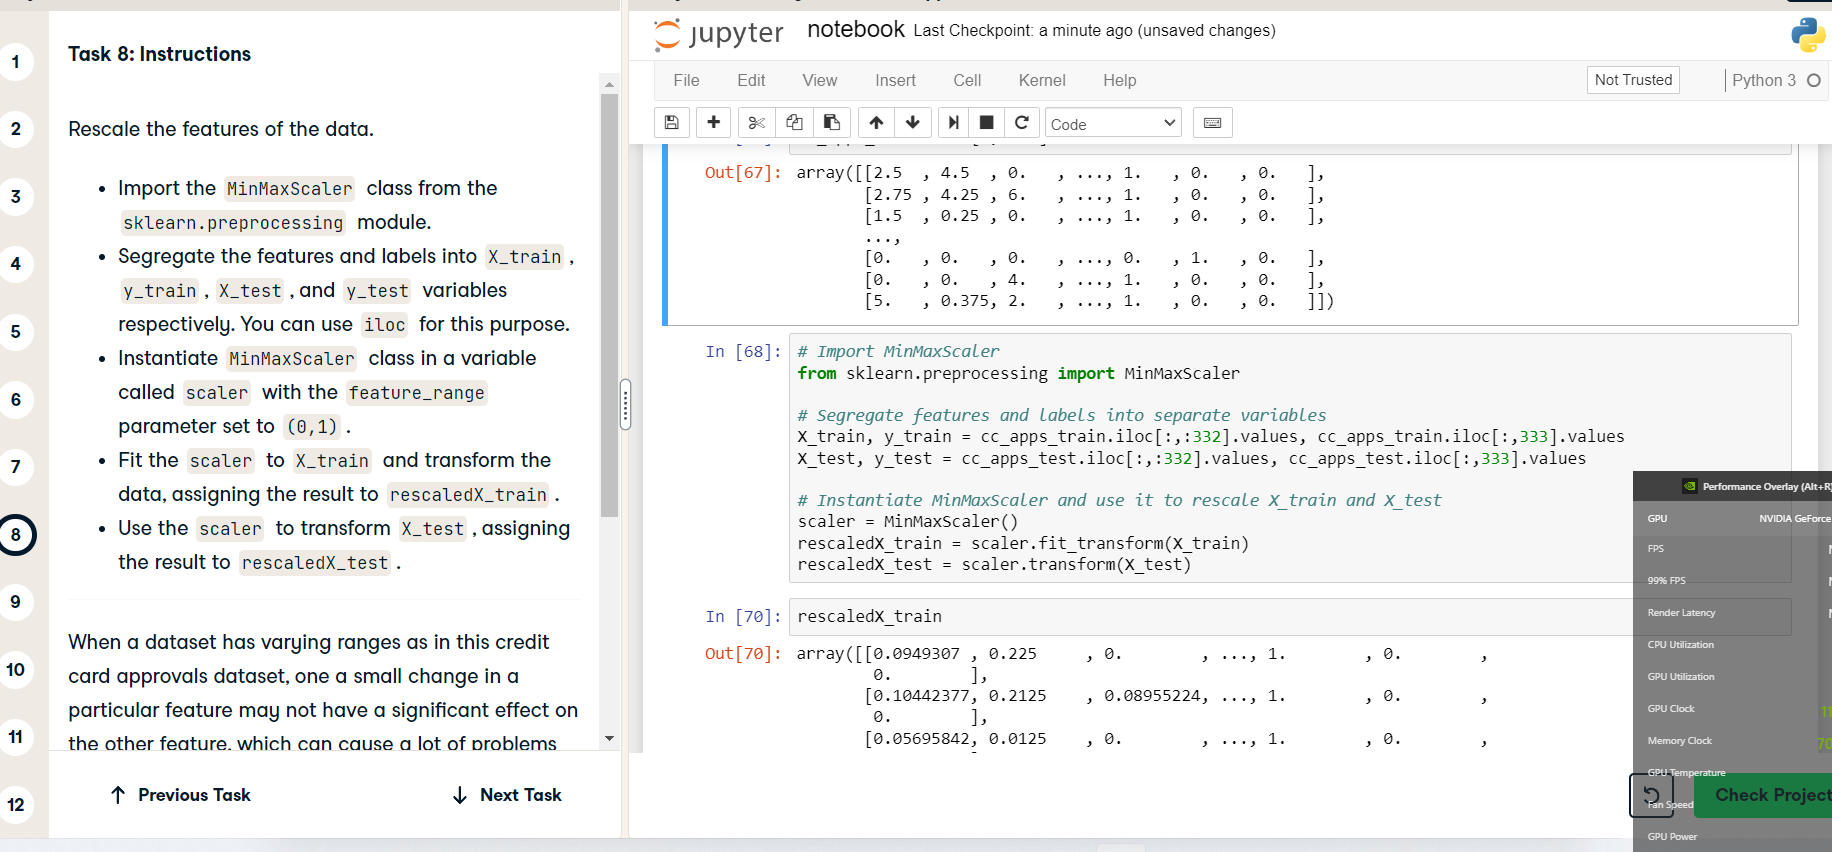 Task 8: Instructions
Rescale the features of the data.
• Import the MinMaxScaler class from the
sklearn.preprocessing module.
• Segregate the features and labels into X_train ,
y_train , X_test , and y_test variables
respectively. You can use iloc for this purpose.
• Instantiate MinMaxScaler class in a variable
called scaler with the feature_range
parameter set to (0,1) .
• Fit the scaler to X_train and transform the
data, assigning the result to rescaledX_train .
• Use the scaler to transform X_test , assigning
the result to rescaledX_test .
When a dataset has varying ranges as in this credit
card approvals dataset, one a small change in a
particular feature may not have a significant effect on
the other feature, which can cause a lot of problems
1
2
3
4
5
6
7
8
9
10
11
12
↑ Previous Task
↓ Next Task
jupyter notebook Last Checkpoint: a minute ago (unsaved changes)
File Edit View Insert Cell Kernel Help
Not Trusted
Python 3
Code
Out[67]: array([[2.5 , 4.5 , 0. , ..., 1. , 0. , 0. ],
[2.75 , 4.25 , 6. , ..., 1. , 0. , 0. ],
[1.5 , 0.25 , 0. , ..., 1. , 0. , 0. ],
...,
[0. , 0. , 0. , ..., 0. , 1. , 0. ],
[0. , 0. , 4. , ..., 1. , 0. , 0. ],
[5. , 0.375, 2. , ..., 1. , 0. , 0. ]])
In [68]: # Import MinMaxScaler
from sklearn.preprocessing import MinMaxScaler
# Segregate features and labels into separate variables
X_train, y_train = cc_apps_train.iloc[:,:332].values, cc_apps_train.iloc[:,333].values
X_test, y_test = cc_apps_test.iloc[:,:332].values, cc_apps_test.iloc[:,333].values
# Instantiate MinMaxScaler and use it to rescale X_train and X_test
scaler = MinMaxScaler()
rescaledX_train = scaler.fit_transform(X_train)
rescaledX_test = scaler.transform(X_test)
In [70]: rescaledX_train
Out[70]: array([[0.0949307 , 0.225 , 0. , ..., 1. , 0. ,
0. ],
[0.10442377, 0.2125 , 0.08955224, ..., 1. , 0. ,
0. ],
[0.05695842, 0.0125 , 0. , ..., 1. , 0. ,
Performance Overlay (Alt+R)
GPU NVIDIA GeForce
FPS
99% FPS
Render Latency
CPU Utilization
GPU Utilization
GPU Clock
Memory Clock
GPU Temperature
Fan Speed
GPU Power
Check Project